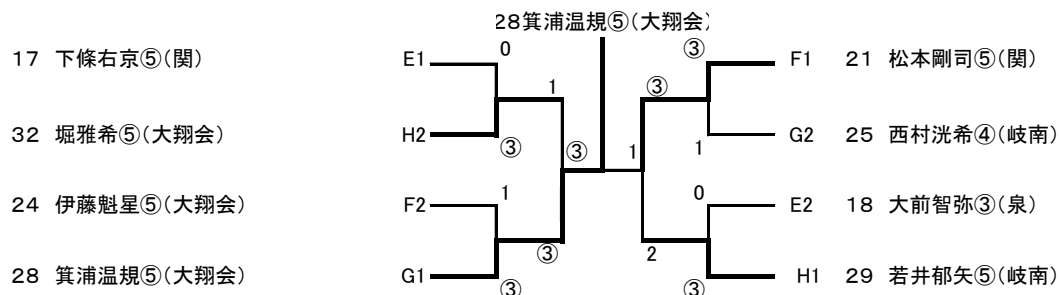 28箕浦温規⑤(大翔会)
17 下條右京⑤(関) E1 0 ③ F1 21 松本剛司⑤(関)
1 ③
32 堀雅希⑤(大翔会) H2 ③ 1 G2 25 西村洸希④(岐南)
③ 1
24 伊藤魁星⑤(大翔会) F2 1 0 E2 18 大前智弥③(泉)
③ 2
28 箕浦温規⑤(大翔会) G1 ③ ③ H1 29 若井郁矢⑤(岐南)